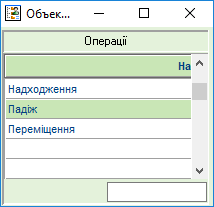 Объек...
Операції
На
Надходження
Падіж
Переміщення